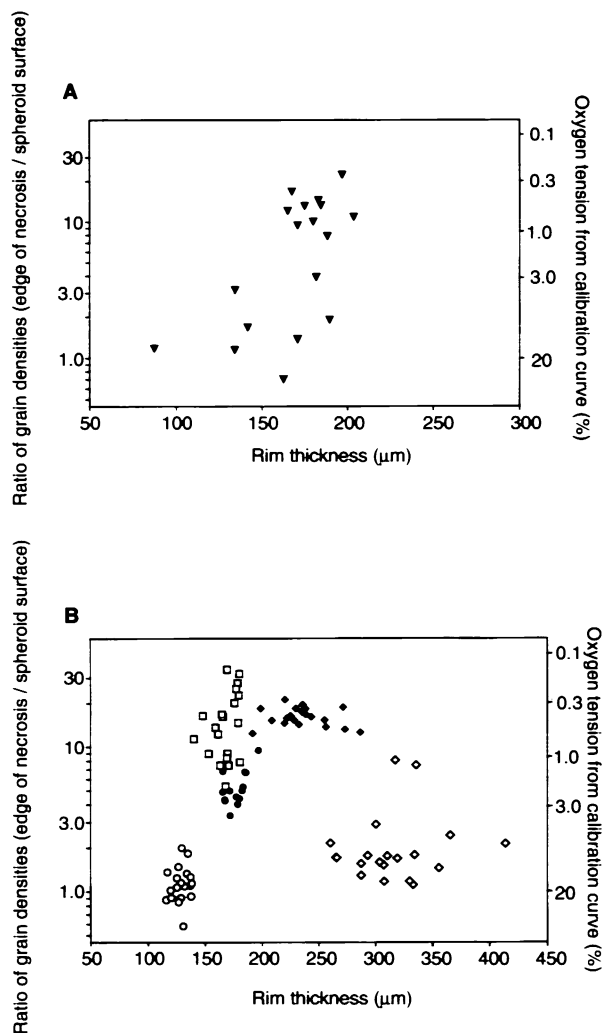 A
Ratio of grain densities (edge of necrosis / spheroid surface)
30
10
3.0
1.0
0.1
0.3
1.0
3.0
20
Oxygen tension from calibration curve (%)
50 100 150 200 250 300
Rim thickness (μm)
B
Ratio of grain densities (edge of necrosis / spheroid surface)
30
10
3.0
1.0
0.1
0.3
1.0
3.0
20
Oxygen tension from calibration curve (%)
50 100 150 200 250 300 350 400 450
Rim thickness (μm)